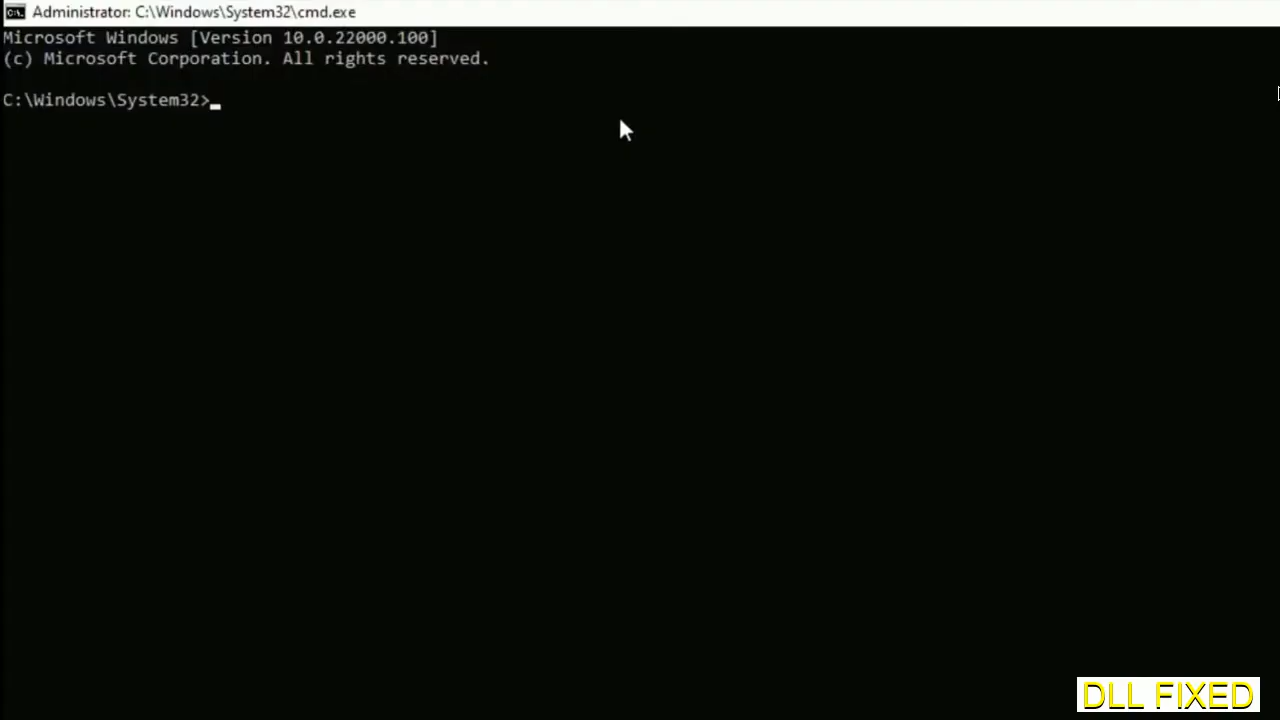 Administrator: C:\Windows\System32\cmd.exe
Microsoft Windows [Version 10.0.22000.100]
(c) Microsoft Corporation. All rights reserved.
C:\Windows\System32>
DLL FIXED